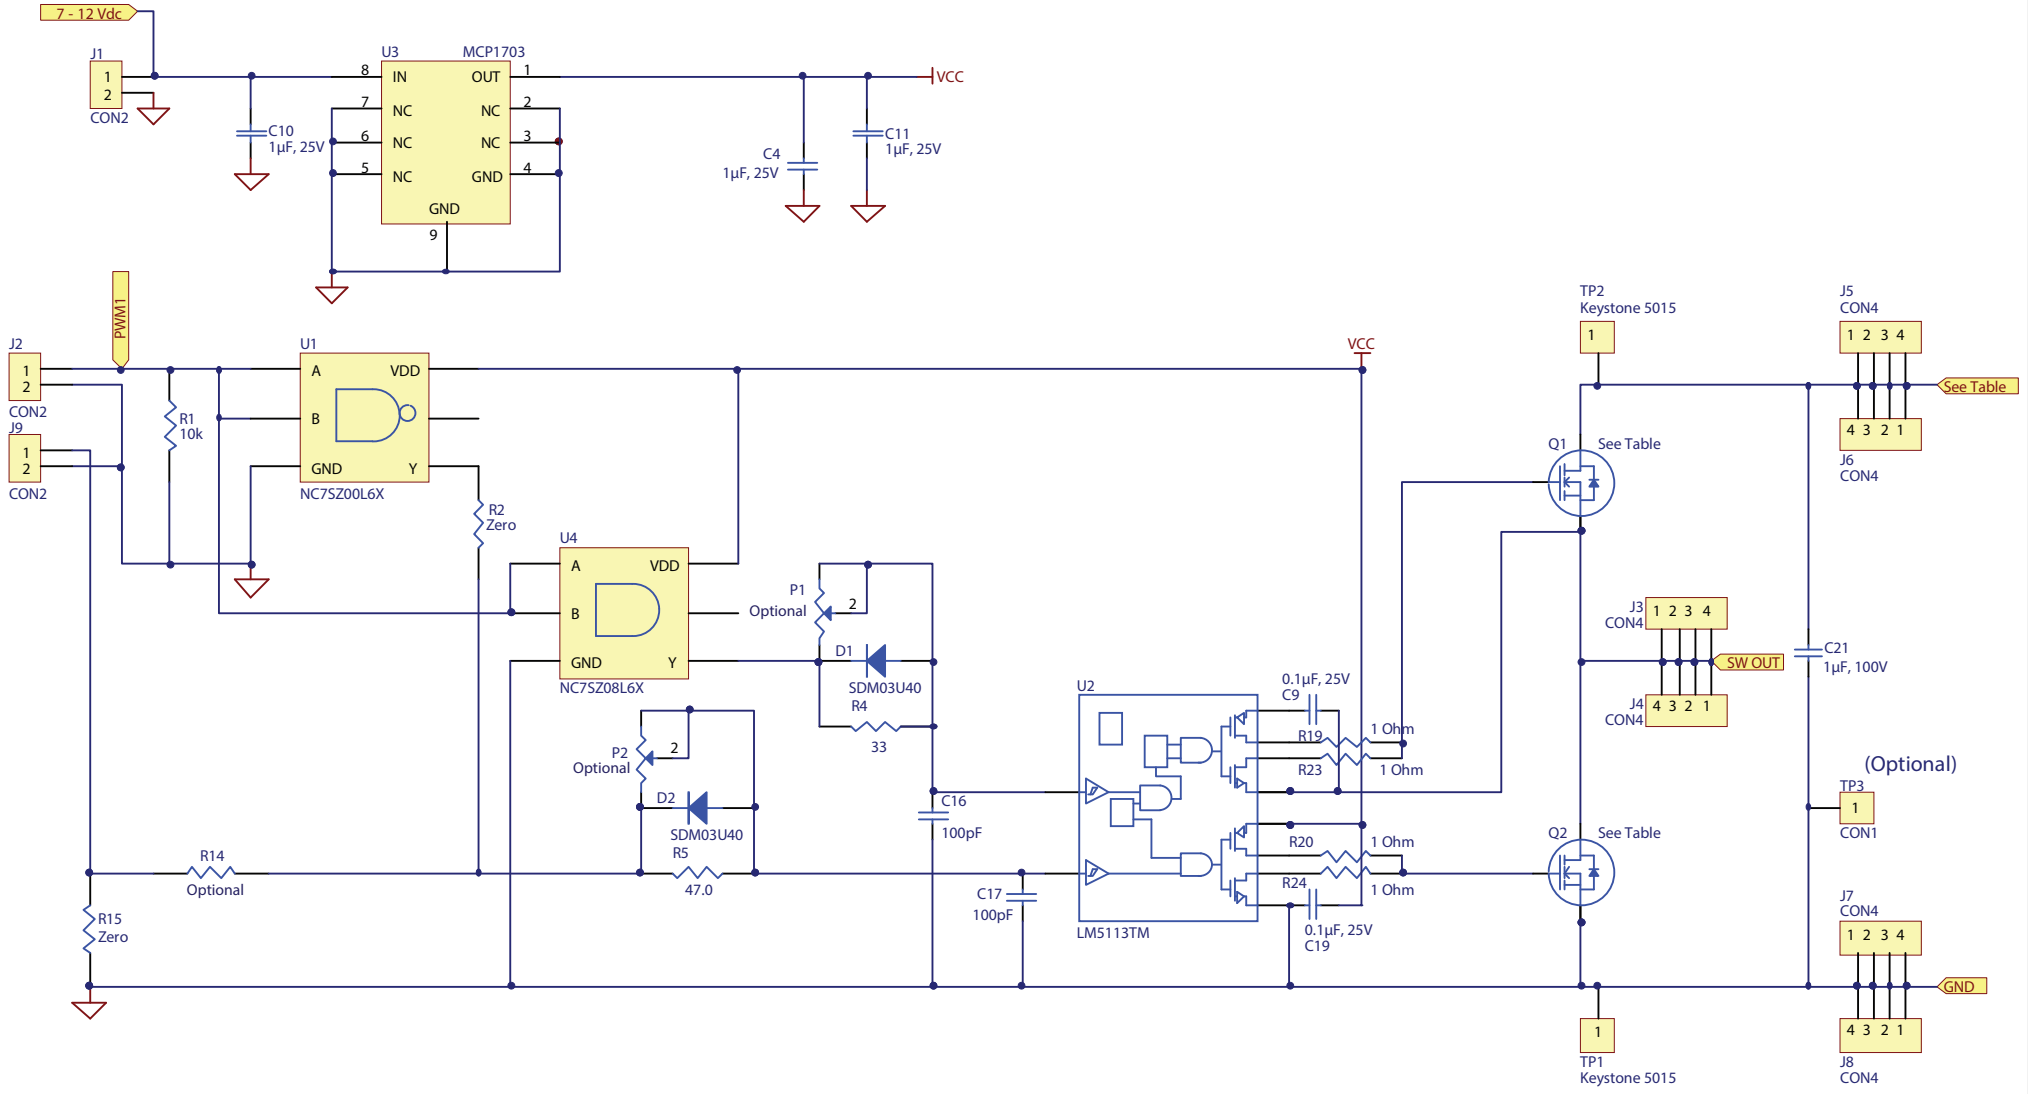 7 - 12 Vdc
J1
1
2
CON2
C10
1µF, 25V
U3 MCP1703
8 IN OUT 1
7 NC NC 2
6 NC NC 3
5 NC GND 4
GND
9
VCC
C4
1µF, 25V
C11
1µF, 25V
PWM1
J2
1
2
CON2
J9
1
2
CON2
R1
10k
U1
A VDD
B
GND Y
NC7SZ00L6X
R2
Zero
U4
A VDD
B
GND Y
NC7SZ08L6X
P1
Optional
2
D1
SDM03U40
R4
33
P2
Optional
2
D2
SDM03U40
R5
47.0
R14
Optional
R15
Zero
C16
100pF
C17
100pF
U2
LM5113TM
0.1µF, 25V
C9
R19
1 Ohm
R23
1 Ohm
R20
1 Ohm
R24
1 Ohm
0.1µF, 25V
C19
VCC
Q1
See Table
Q2
See Table
TP2
Keystone 5015
1
J5
CON4
1 2 3 4
See Table
4 3 2 1
J6
CON4
J3
CON4
1 2 3 4
SW OUT
J4
CON4
4 3 2 1
C21
1µF, 100V
(Optional)
TP3
1
CON1
J7
CON4
1 2 3 4
GND
4 3 2 1
J8
CON4
1
TP1
Keystone 5015